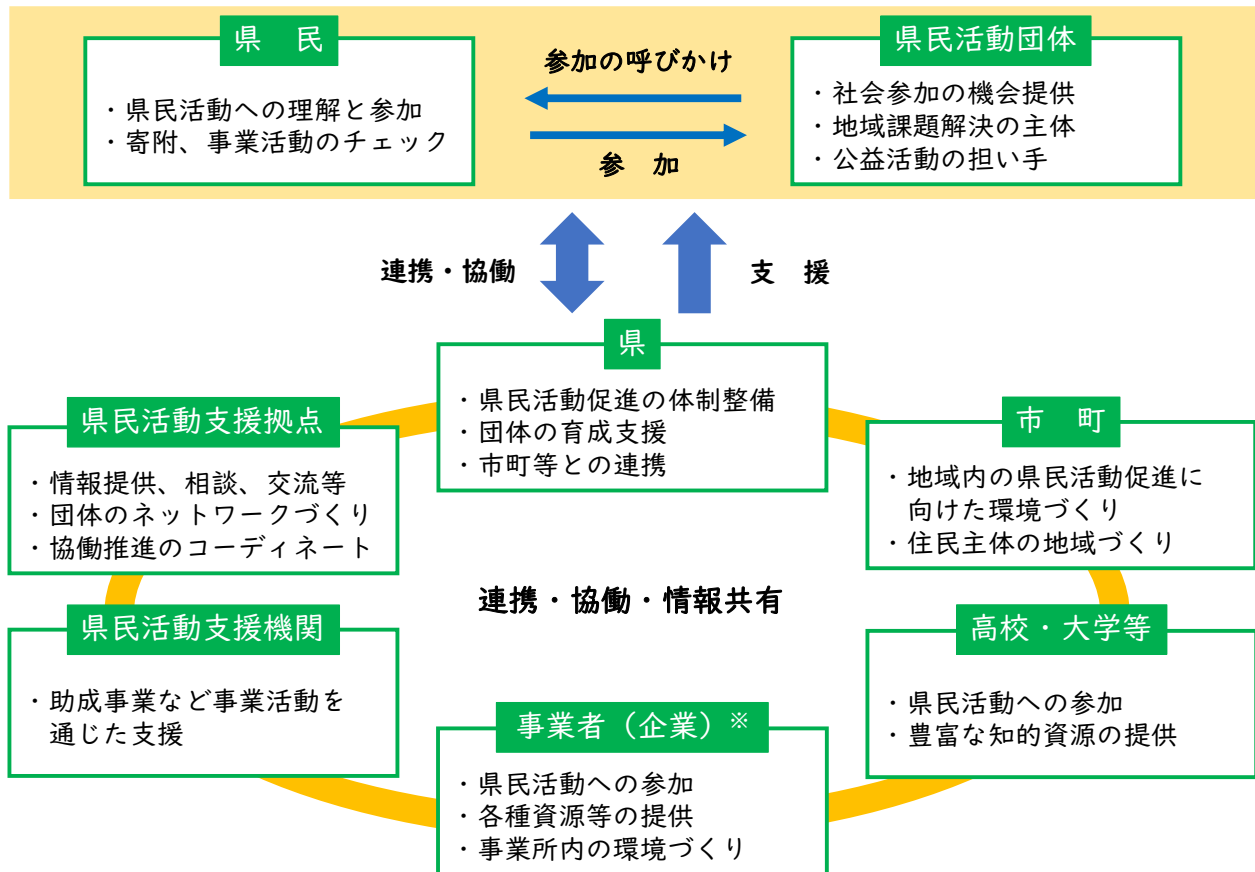 県　民
・県民活動への理解と参加
・寄附、事業活動のチェック
参加の呼びかけ
参　加
県民活動団体
・社会参加の機会提供
・地域課題解決の主体
・公益活動の担い手
連携・協働
支　援
県
・県民活動促進の体制整備
・団体の育成支援
・市町等との連携
県民活動支援拠点
・情報提供、相談、交流等
・団体のネットワークづくり
・協働推進のコーディネート
市　町
・地域内の県民活動促進に
向けた環境づくり
・住民主体の地域づくり
連携・協働・情報共有
県民活動支援機関
・助成事業など事業活動を
通じた支援
高校・大学等
・県民活動への参加
・豊富な知的資源の提供
事業者（企業）※
・県民活動への参加
・各種資源等の提供
・事業所内の環境づくり